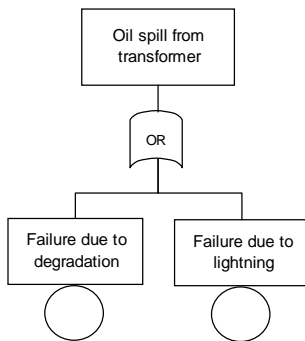 Oil spill from
transformer
OR
Failure due to
degradation
Failure due to
lightning